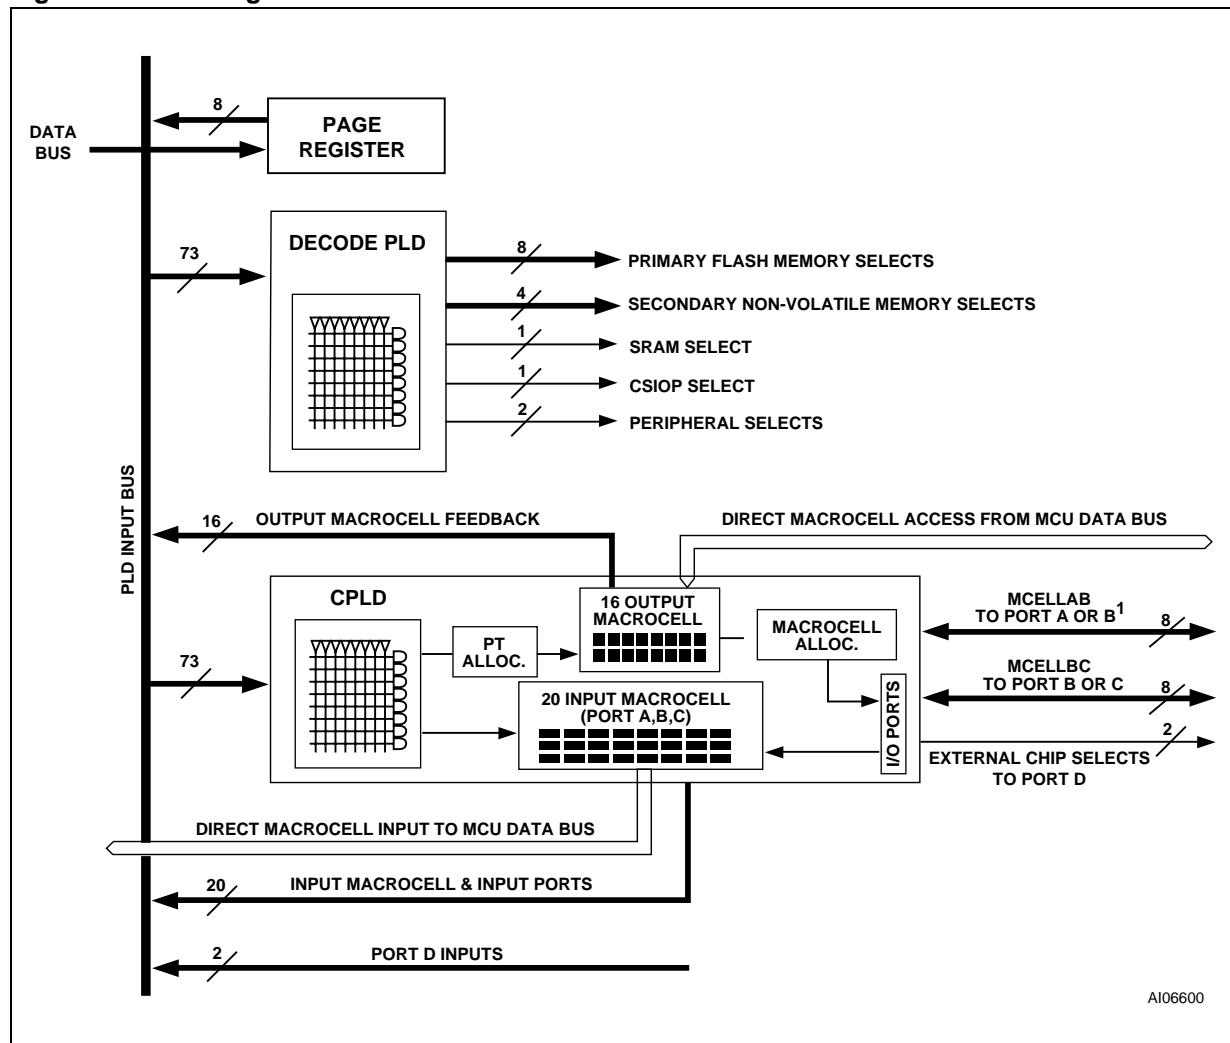 8
PAGE
REGISTER
DATA
BUS
DECODE PLD
73
8
PRIMARY FLASH MEMORY SELECTS
4
SECONDARY NON-VOLATILE MEMORY SELECTS
1
SRAM SELECT
1
CSIOP SELECT
2
PERIPHERAL SELECTS
PLD INPUT BUS
16
OUTPUT MACROCELL FEEDBACK
DIRECT MACROCELL ACCESS FROM MCU DATA BUS
CPLD
73
PT
ALLOC.
16 OUTPUT
MACROCELL
MACROCELL
ALLOC.
20 INPUT MACROCELL
(PORT A,B,C)
I/O PORTS
MCELLAB
TO PORT A OR B1
8
MCELLBC
TO PORT B OR C
8
2
EXTERNAL CHIP SELECTS
TO PORT D
DIRECT MACROCELL INPUT TO MCU DATA BUS
20
INPUT MACROCELL & INPUT PORTS
2
PORT D INPUTS
AI06600